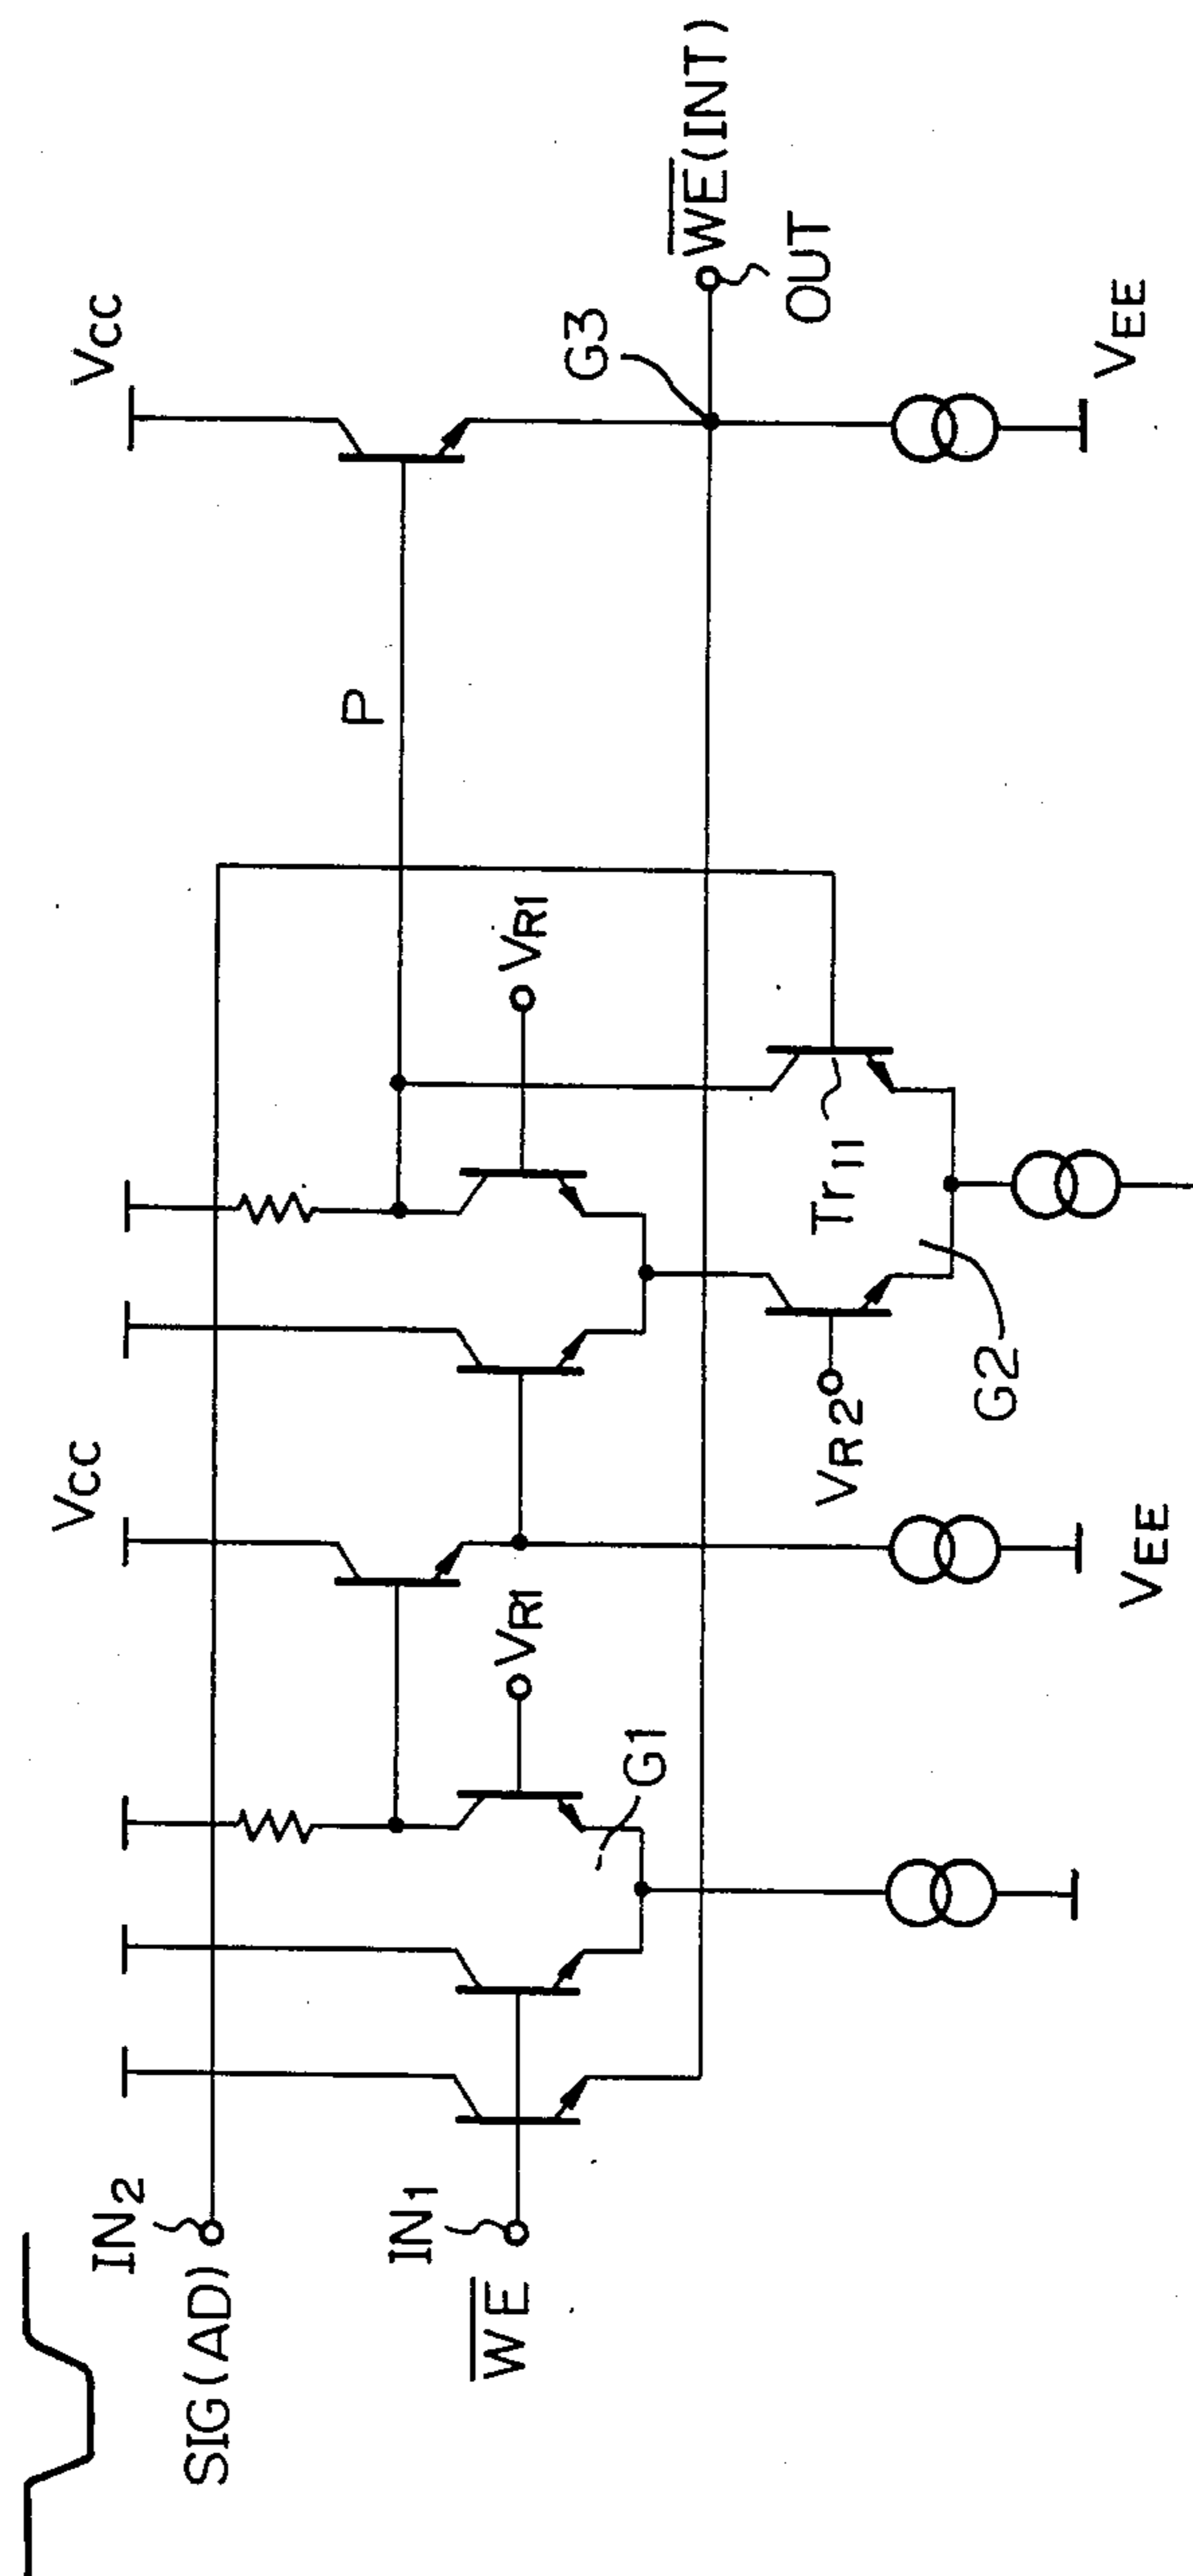 IN2
SIG(AD)
IN1
WE
G1
VR1
VCC
VEE
VR2
G2
Tr11
VR1
P
VCC
G3
WE(INT)
OUT
VEE